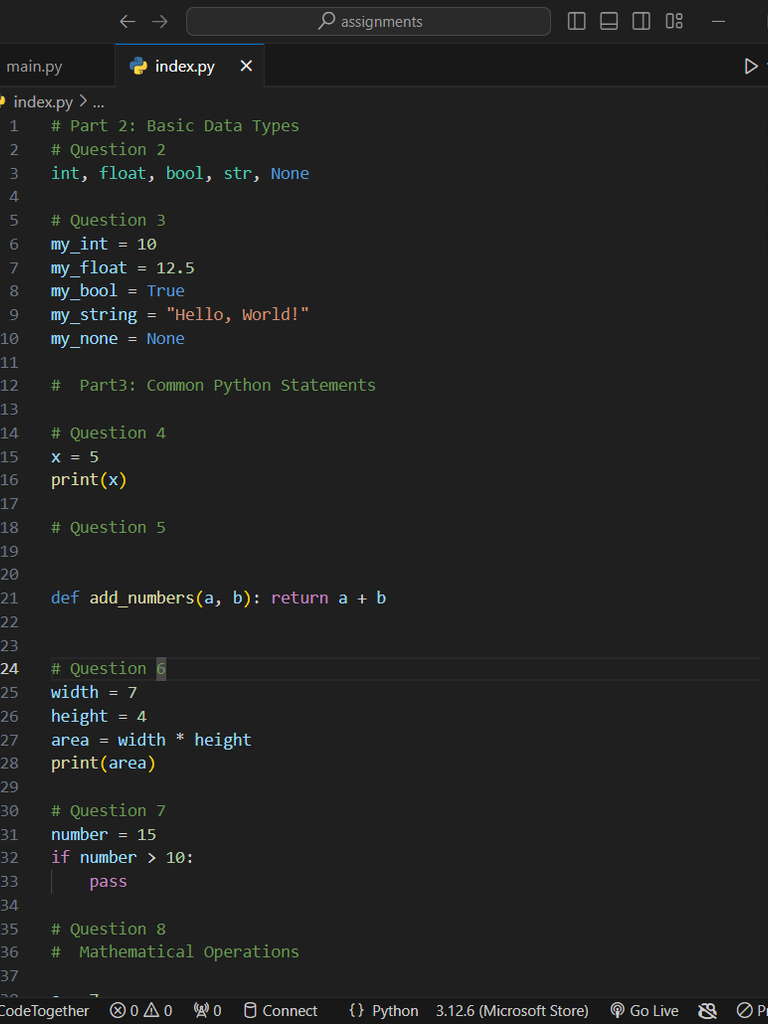 assignments
main.py
index.py
index.py > ...
1 # Part 2: Basic Data Types
2 # Question 2
3 int, float, bool, str, None
4
5 # Question 3
6 my_int = 10
7 my_float = 12.5
8 my_bool = True
9 my_string = "Hello, World!"
10 my_none = None
11
12 #  Part3: Common Python Statements
13
14 # Question 4
15 x = 5
16 print(x)
17
18 # Question 5
19
20
21 def add_numbers(a, b): return a + b
22
23
24 # Question 6
25 width = 7
26 height = 4
27 area = width * height
28 print(area)
29
30 # Question 7
31 number = 15
32 if number > 10:
33     pass
34
35 # Question 8
36 #  Mathematical Operations
37
CodeTogether 0 0 0 Connect {} Python 3.12.6 (Microsoft Store) Go Live